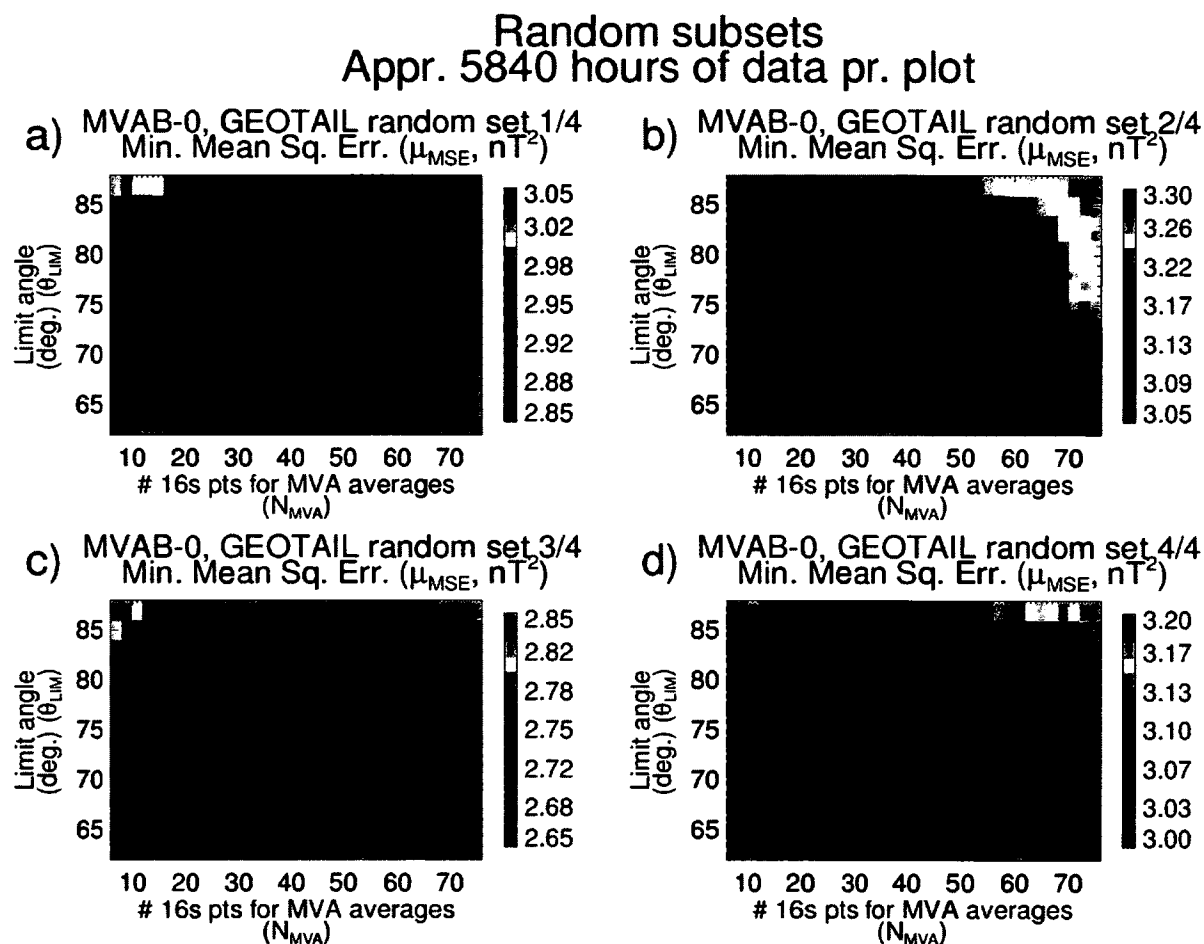 Random subsets
Appr. 5840 hours of data pr. plot
a)
MVAB-0, GEOTAIL random set 1/4
Min. Mean Sq. Err. (μMSE, nT²)
Limit angle
(deg.) (θLIM)
85
80
75
70
65
10 20 30 40 50 60 70
# 16s pts for MVA averages
(NMVA)
3.05
3.02
2.98
2.95
2.92
2.88
2.85
b)
MVAB-0, GEOTAIL random set 2/4
Min. Mean Sq. Err. (μMSE, nT²)
Limit angle
(deg.) (θLIM)
85
80
75
70
65
10 20 30 40 50 60 70
# 16s pts for MVA averages
(NMVA)
3.30
3.26
3.22
3.17
3.13
3.09
3.05
c)
MVAB-0, GEOTAIL random set 3/4
Min. Mean Sq. Err. (μMSE, nT²)
Limit angle
(deg.) (θLIM)
85
80
75
70
65
10 20 30 40 50 60 70
# 16s pts for MVA averages
(NMVA)
2.85
2.82
2.78
2.75
2.72
2.68
2.65
d)
MVAB-0, GEOTAIL random set 4/4
Min. Mean Sq. Err. (μMSE, nT²)
Limit angle
(deg.) (θLIM)
85
80
75
70
65
10 20 30 40 50 60 70
# 16s pts for MVA averages
(NMVA)
3.20
3.17
3.13
3.10
3.07
3.03
3.00